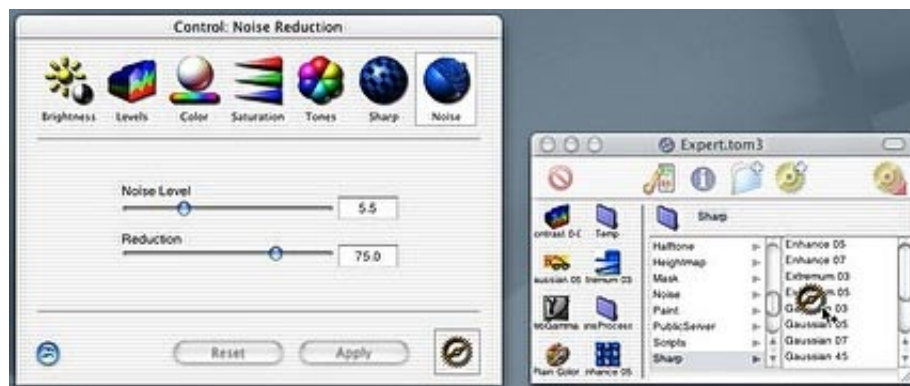 Control: Noise Reduction
Brightness Levels Color Saturation Tones Sharp Noise
Noise Level
5.5
Reduction
75.0
Reset Apply
Expert.tom3
Sharp
Temp
Halftone
Heightmap
Mask
Noise
Paint
PublicServer
Scripts
Sharp
Enhance 05
Enhance 07
Extremum 03
05
03
Gaussian 05
Gaussian 07
Gaussian 45
Plain Color